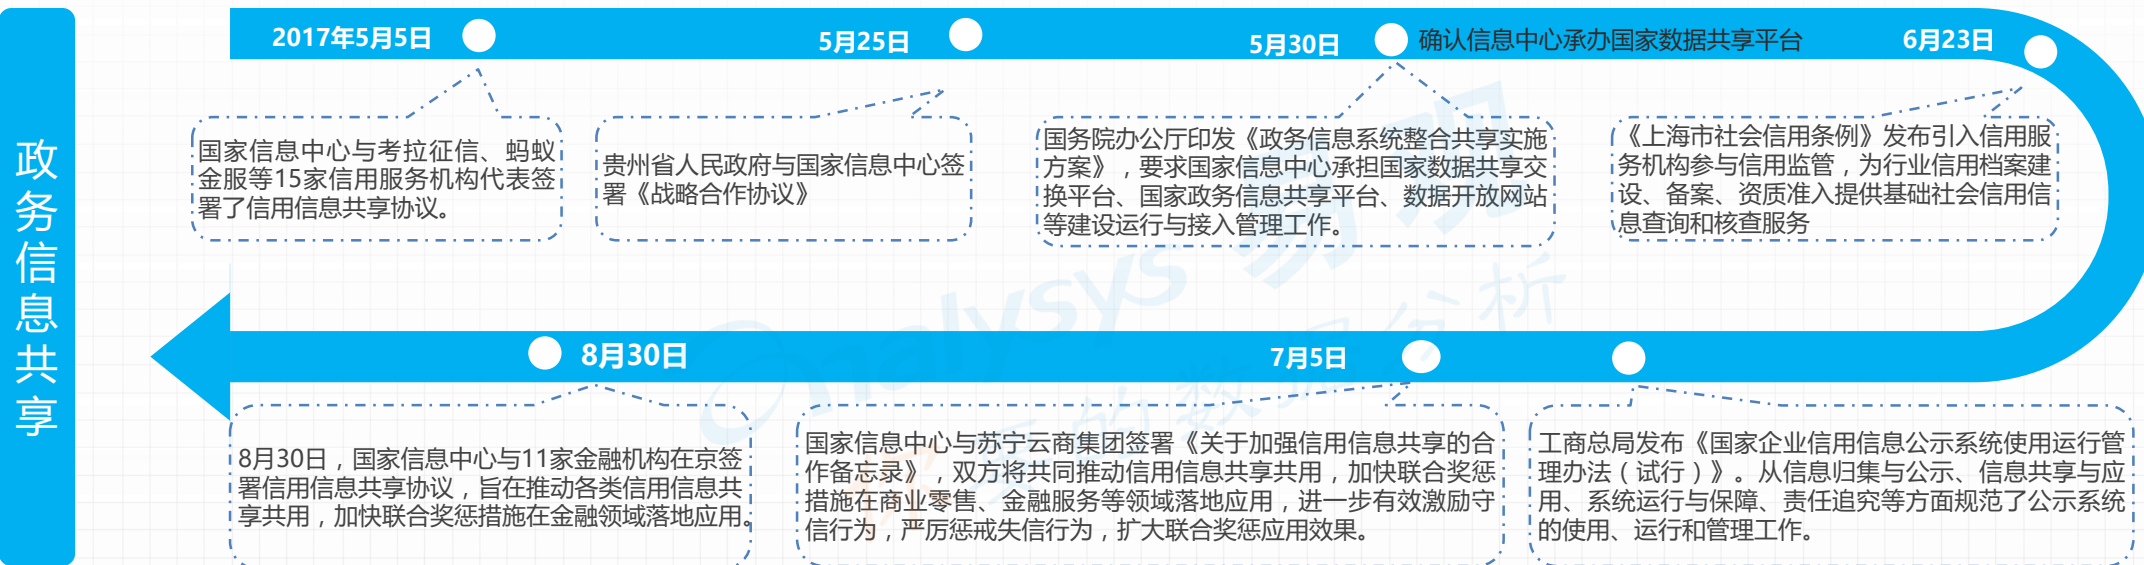 政务信息共享
2017年5月5日
5月25日
5月30日
确认信息中心承办国家数据共享平台
6月23日
国家信息中心与考拉征信、蚂蚁
金服等15家信用服务机构代表签
署了信用信息共享协议。
贵州省人民政府与国家信息中心签
署《战略合作协议》
国务院办公厅印发《政务信息系统整合共享实施
方案》，要求国家信息中心承担国家数据共享交
换平台、国家政务信息共享平台、数据开放网站
等建设运行与接入管理工作。
《上海市社会信用条例》发布引入信用服
务机构参与信用监管，为行业信用档案建
设、备案、资质准入提供基础社会信用信
息查询和核查服务
8月30日
7月5日
8月30日，国家信息中心与11家金融机构在京签
署信用信息共享协议，旨在推动各类信用信息共
享共用，加快联合奖惩措施在金融领域落地应用。
国家信息中心与苏宁云商集团签署《关于加强信用信息共享的合
作备忘录》，双方将共同推动信用信息共享共用，加快联合奖惩
措施在商业零售、金融服务等领域落地应用，进一步有效激励守
信行为，严厉惩戒失信行为，扩大联合奖惩应用效果。
工商总局发布《国家企业信用信息公示系统使用运行管
理办法（试行）》。从信息归集与公示、信息共享与应
用、系统运行与保障、责任追究等方面规范了公示系统
的使用、运行和管理工作。
analysys 易观
你要的数据分析